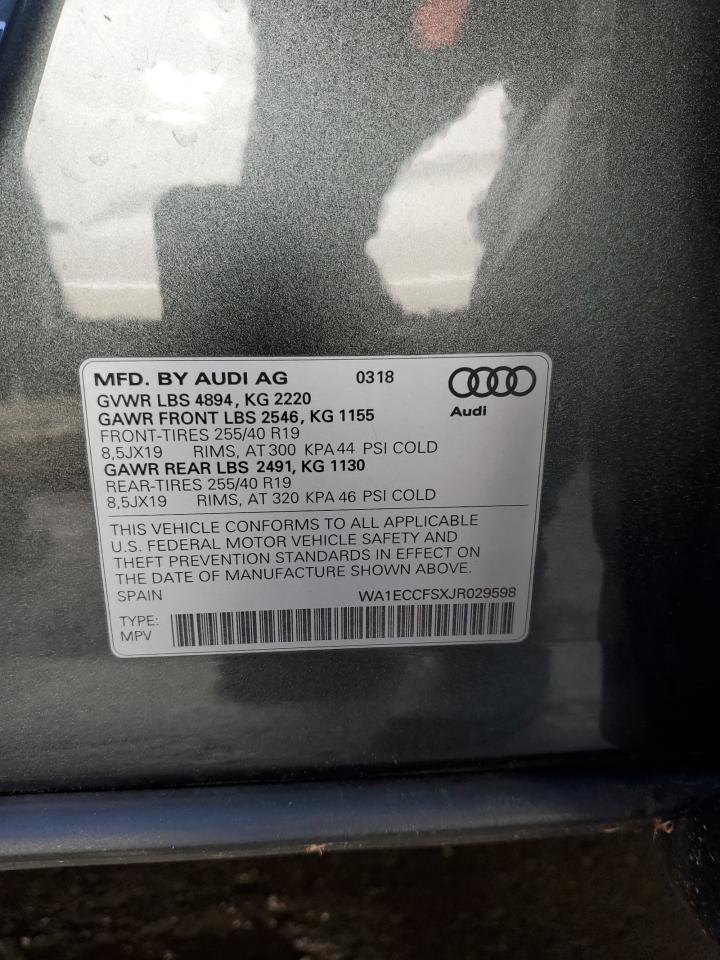 MFD. BY AUDI AG 0318
GVWR LBS 4894, KG 2220
GAWR FRONT LBS 2546, KG 1155
Audi
FRONT-TIRES 255/40 R19
8,5JX19 RIMS, AT 300 KPA 44 PSI COLD
GAWR REAR LBS 2491, KG 1130
REAR-TIRES 255/40 R19
8,5JX19 RIMS, AT 320 KPA 46 PSI COLD
THIS VEHICLE CONFORMS TO ALL APPLICABLE
U.S. FEDERAL MOTOR VEHICLE SAFETY AND
THEFT PREVENTION STANDARDS IN EFFECT ON
THE DATE OF MANUFACTURE SHOWN ABOVE.
SPAIN WA1ECCFSXJR029598
TYPE:
MPV